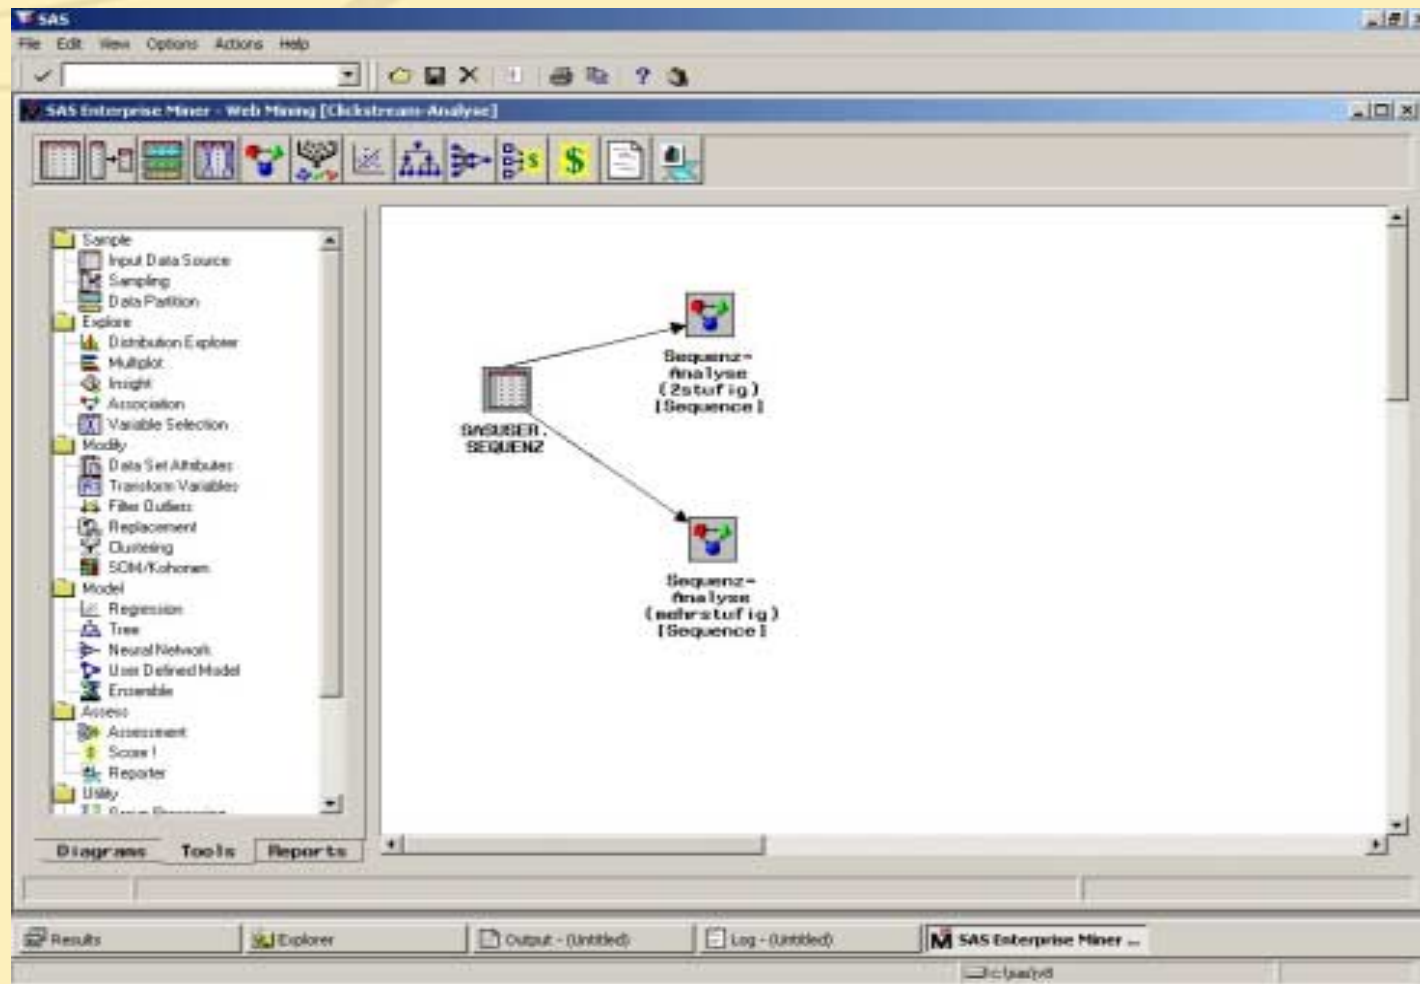 SAS
File Edit View Options Actions Help
SAS Enterprise Miner - Web Mining [Clickstream-Analyse]
Sample
Input Data Source
Sampling
Data Partition
Explore
Distribution Explorer
Multiplot
Insight
Association
Variable Selection
Modify
Data Set Attributes
Transform Variables
Filter Outliers
Replacement
Clustering
SOM/Kohonen
Model
Regression
Tree
Neural Network
User Defined Model
Ensemble
Assess
Assessment
Score !
Reporter
Utility
Diagrams Tools Reports
SASUSER.
SEQUENZ
Sequenz-
Analyse
(2stufig)
[Sequence]
Sequenz-
Analyse
(mehrstufig)
[Sequence]
Results Explorer Output - (Untitled) Log - (Untitled) SAS Enterprise Miner ...
c:\sas\v8